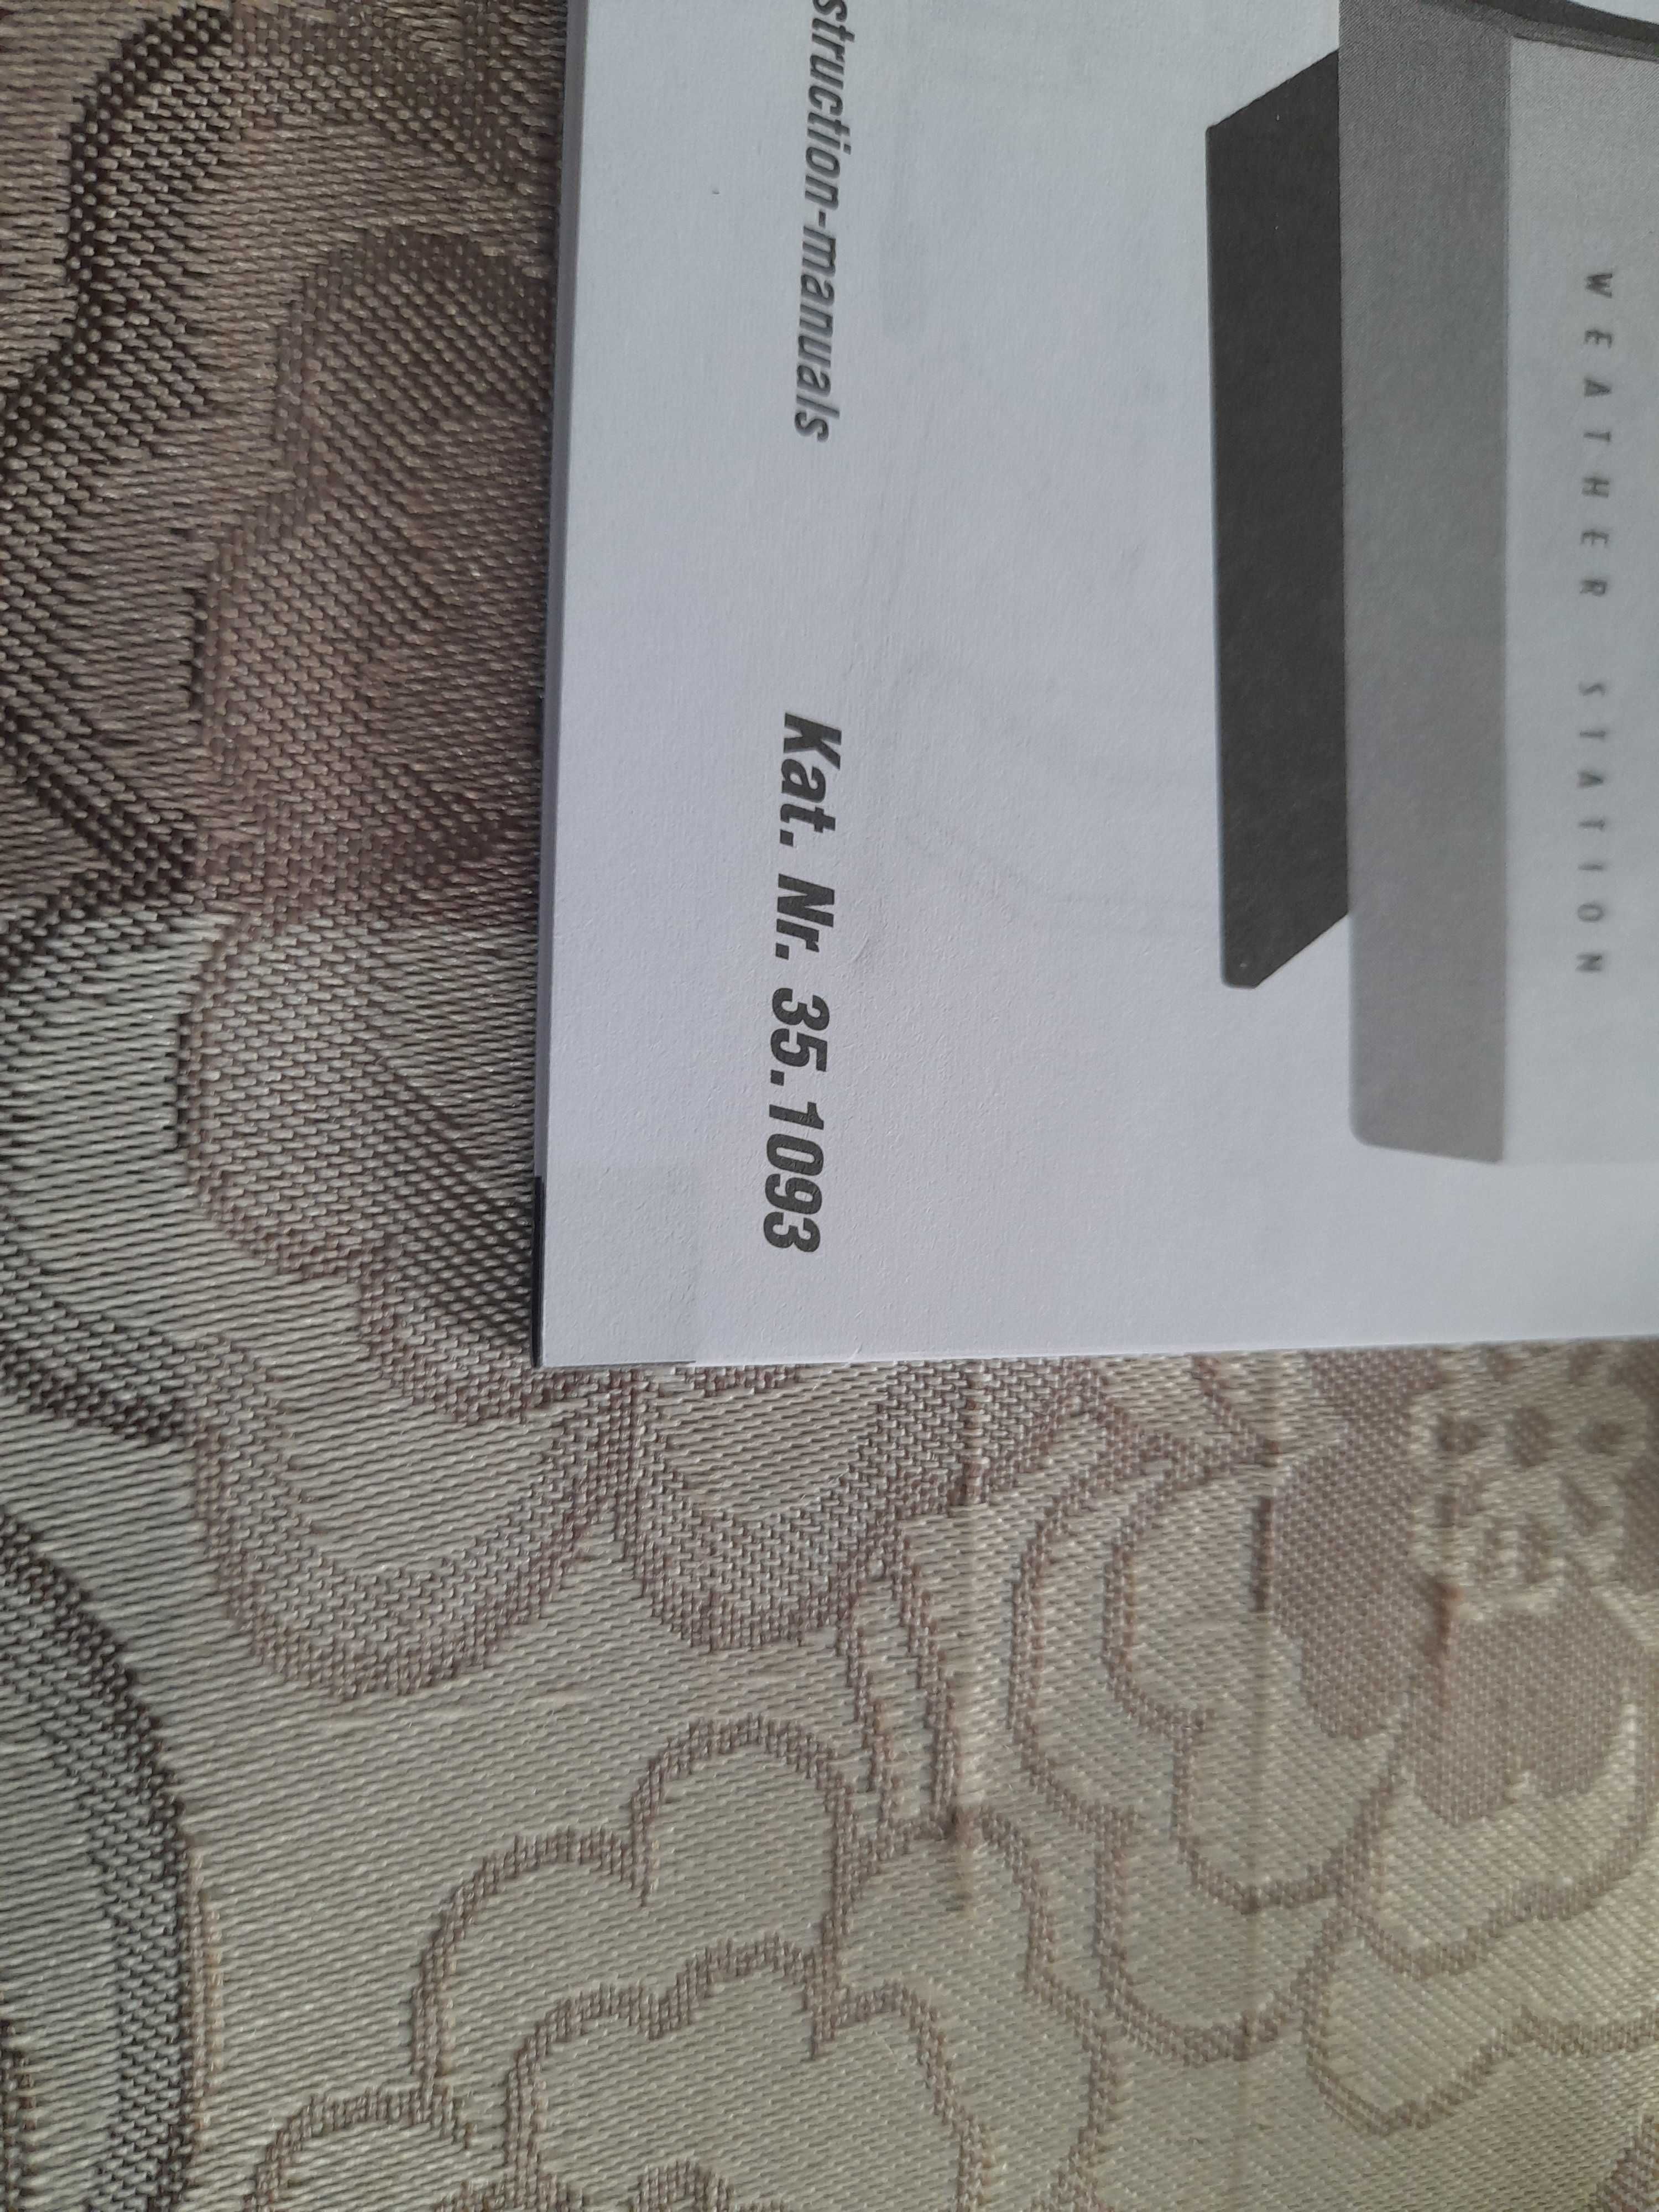 WEATHER STATION
struction-manuals
Kat. Nr. 35.1093